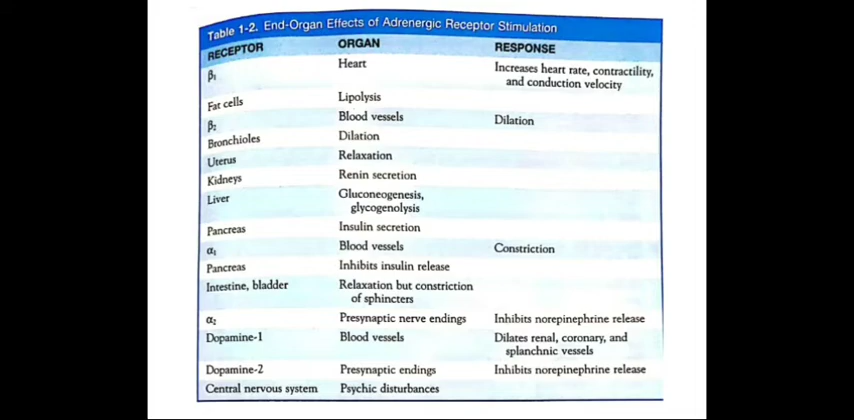 Table 1-2. End-Organ Effects of Adrenergic Receptor Stimulation
RECEPTOR ORGAN RESPONSE
β₁ Heart Increases heart rate, contractility,
and conduction velocity
Fat cells Lipolysis
β₂ Blood vessels Dilation
Bronchioles Dilation
Uterus Relaxation
Kidneys Renin secretion
Liver Gluconeogenesis,
glycogenolysis
Pancreas Insulin secretion
α₁ Blood vessels Constriction
Pancreas Inhibits insulin release
Intestine, bladder Relaxation but constriction
of sphincters
α₂ Presynaptic nerve endings Inhibits norepinephrine release
Dopamine-1 Blood vessels Dilates renal, coronary, and
splanchnic vessels
Dopamine-2 Presynaptic endings Inhibits norepinephrine release
Central nervous system Psychic disturbances